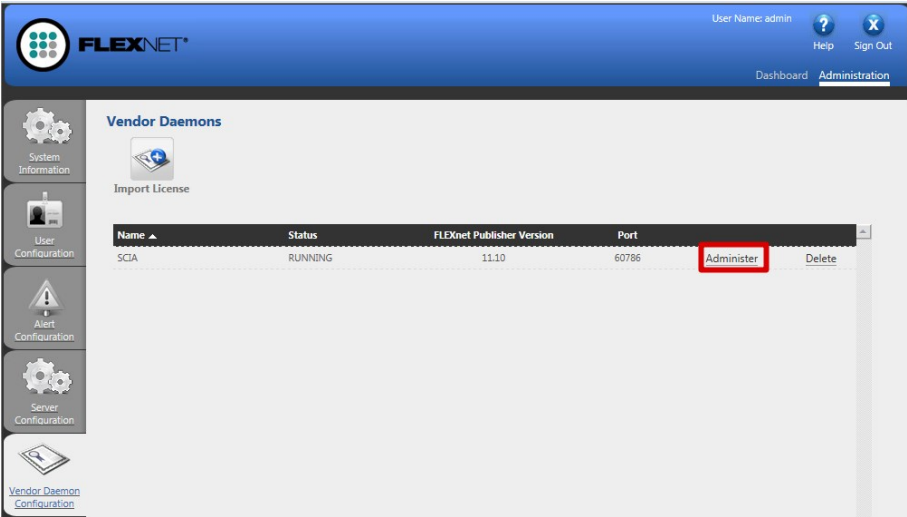 User Name: admin
FLEXNET
Help
Sign Out
Dashboard Administration
System
Information
User
Configuration
Alert
Configuration
Server
Configuration
Vendor Daemon
Configuration
Vendor Daemons
Import License
Name Status FLEXnet Publisher Version Port
SCIA RUNNING 11.10 60786 Administer Delete